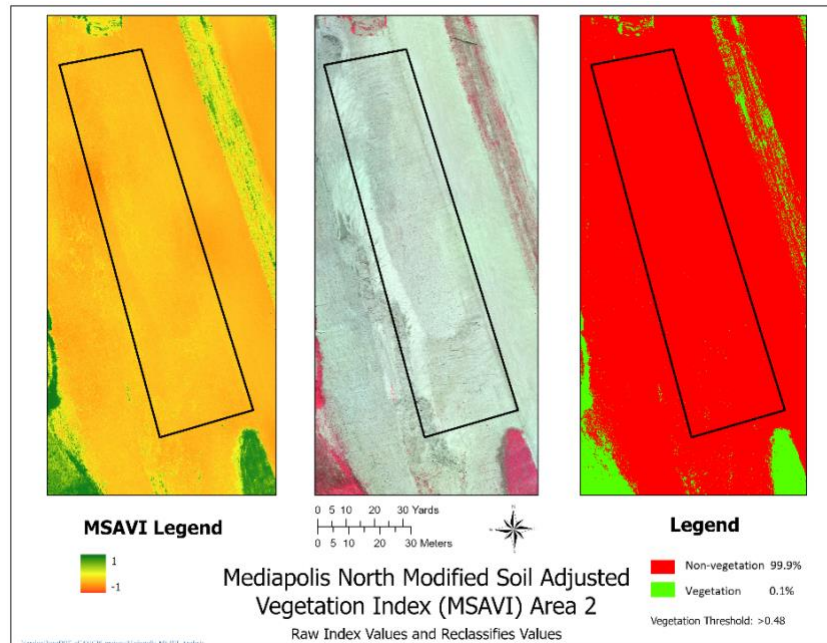 MSAVI Legend
1
-1
0 5 10 20 30 Yards
0 5 10 20 30 Meters
Legend
Non-vegetation 99.9%
Vegetation 0.1%
Vegetation Threshold: >0.48
Mediapolis North Modified Soil Adjusted
Vegetation Index (MSAVI) Area 2
Raw Index Values and Reclassifies Values